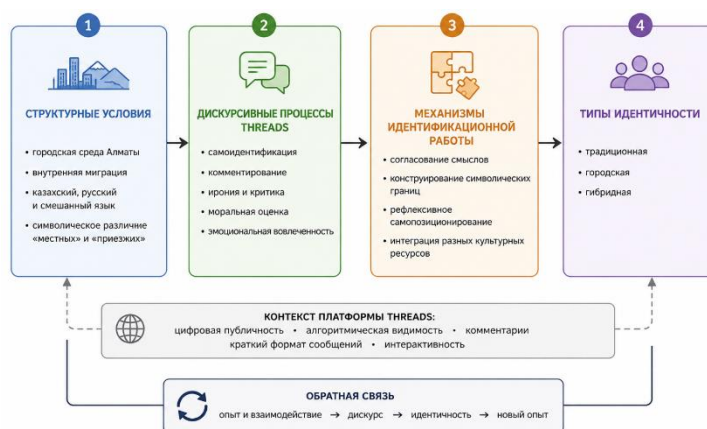 1
СТРУКТУРНЫЕ УСЛОВИЯ
• городская среда Алматы
• внутренняя миграция
• казахский, русский
и смешанный язык
• символическое различие
«местных» и «приезжих»
2
ДИСКУРСИВНЫЕ ПРОЦЕССЫ
THREADS
• самоидентификация
• комментирование
• ирония и критика
• моральная оценка
• эмоциональная вовлеченность
3
МЕХАНИЗМЫ
ИДЕНТИФИКАЦИОННОЙ
РАБОТЫ
• согласование смыслов
• конструирование символических
границ
• рефлексивное
самопозиционирование
• интеграция разных культурных
ресурсов
4
ТИПЫ ИДЕНТИЧНОСТИ
• традиционная
• городская
• гибридная
КОНТЕКСТ ПЛАТФОРМЫ THREADS:
цифровая публичность • алгоритмическая видимость • комментарии
краткий формат сообщений • интерактивность
ОБРАТНАЯ СВЯЗЬ
опыт и взаимодействие → дискурс → идентичность → новый опыт